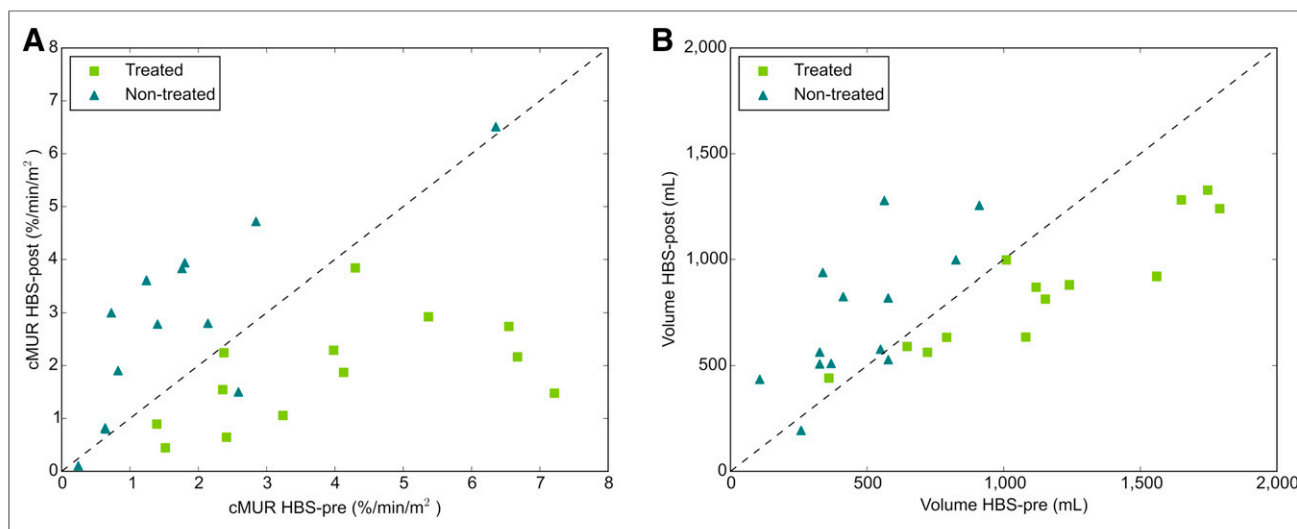 A
8
7
6
5
4
3
2
1
0
cMUR HBS-post (%/min/m²)
Treated
Non-treated
0 1 2 3 4 5 6 7 8
cMUR HBS-pre (%/min/m²)
B
2,000
1,500
1,000
500
0
Volume HBS-post (mL)
Treated
Non-treated
0 500 1,000 1,500 2,000
Volume HBS-pre (mL)